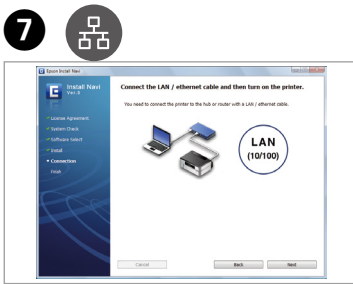 7
Epson Install Navi
Install Navi
Connect the LAN / ethernet cable and then turn on the printer.
You need to connect the printer to the hub or router with a LAN / ethernet cable.
License Agreement
System Check
Software Select
Install
Connection
Finish
LAN
(10/100)
Cancel
Back
Next